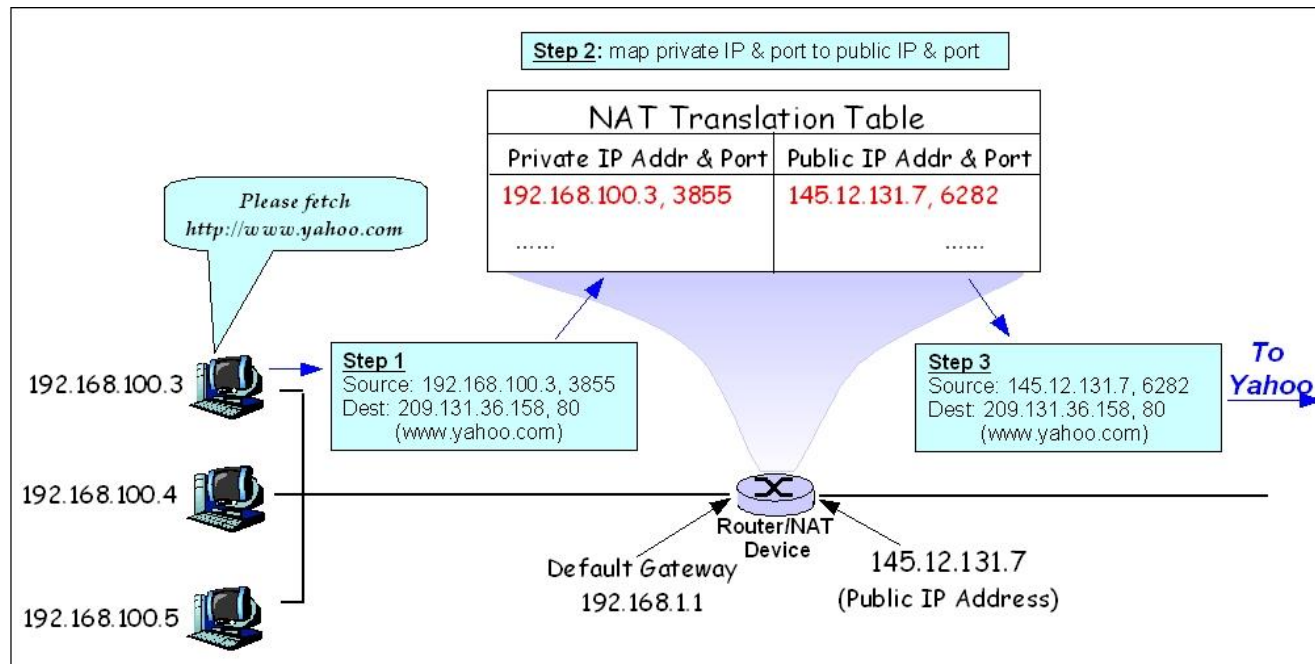 Step 2: map private IP & port to public IP & port
NAT Translation Table
Private IP Addr & Port
Public IP Addr & Port
192.168.100.3, 3855
145.12.131.7, 6282
......
......
Please fetch
http://www.yahoo.com
192.168.100.3
Step 1
Source: 192.168.100.3, 3855
Dest: 209.131.36.158, 80
(www.yahoo.com)
Step 3
Source: 145.12.131.7, 6282
Dest: 209.131.36.158, 80
(www.yahoo.com)
To
Yahoo
192.168.100.4
Router/NAT
Device
Default Gateway
192.168.1.1
145.12.131.7
(Public IP Address)
192.168.100.5